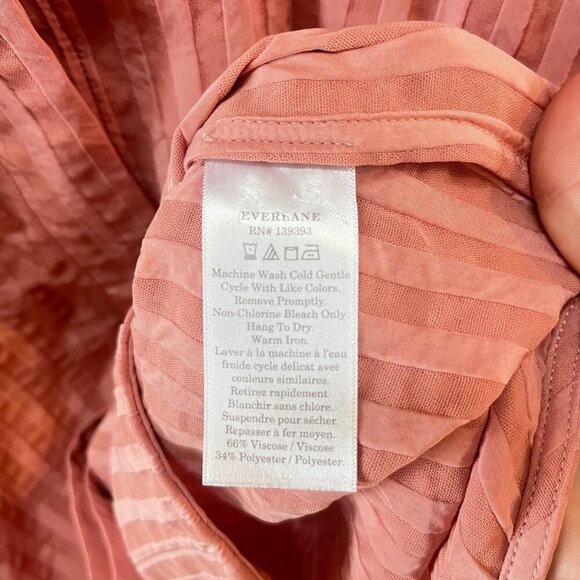 EVERLANE
RN# 139393
Machine Wash Cold Gentle
Cycle With Like Colors.
Remove Promptly.
Non-Chlorine Bleach Only.
Hang To Dry.
Warm Iron.
Laver à la machine à l'eau
froide cycle delicat avec
couleurs similaires.
Retirez rapidement.
Blanchir sans chlore.
Suspendre pour sécher.
Repasser à fer moyen.
66% Viscose / Viscose
34% Polyester / Polyester.